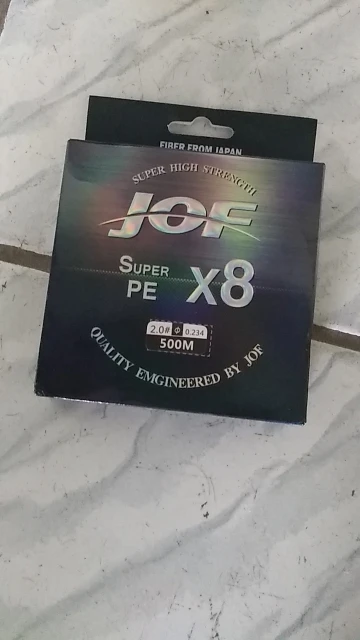 FIBER FROM JAPAN
SUPER HIGH STRENGTH
JOF
SUPER PE X8
2.0# Φ 0.234
500M
QUALITY EMGINEERED BY JOF